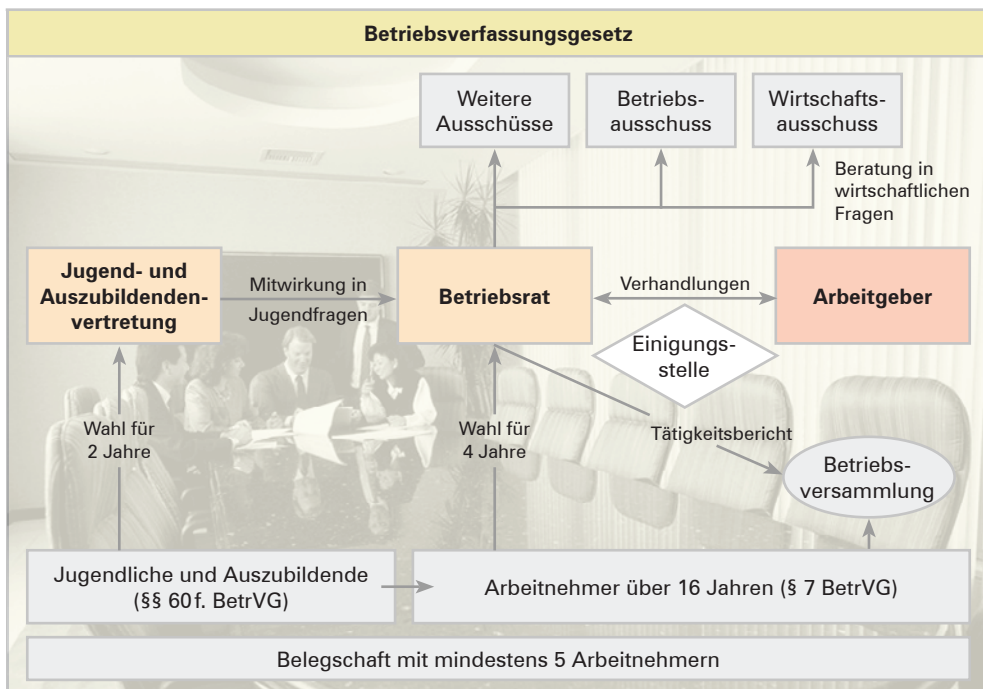 Betriebsverfassungsgesetz
Weitere
Ausschüsse
Betriebs-
ausschuss
Wirtschafts-
ausschuss
Beratung in
wirtschaftlichen
Fragen
Jugend- und
Auszubildenden-
vertretung
Mitwirkung in
Jugendfragen
Betriebsrat
Verhandlungen
Arbeitgeber
Einigungs-
stelle
Wahl für
2 Jahre
Wahl für
4 Jahre
Tätigkeitsbericht
Betriebs-
versammlung
Jugendliche und Auszubildende
(§§ 60 f. BetrVG)
Arbeitnehmer über 16 Jahren (§ 7 BetrVG)
Belegschaft mit mindestens 5 Arbeitnehmern